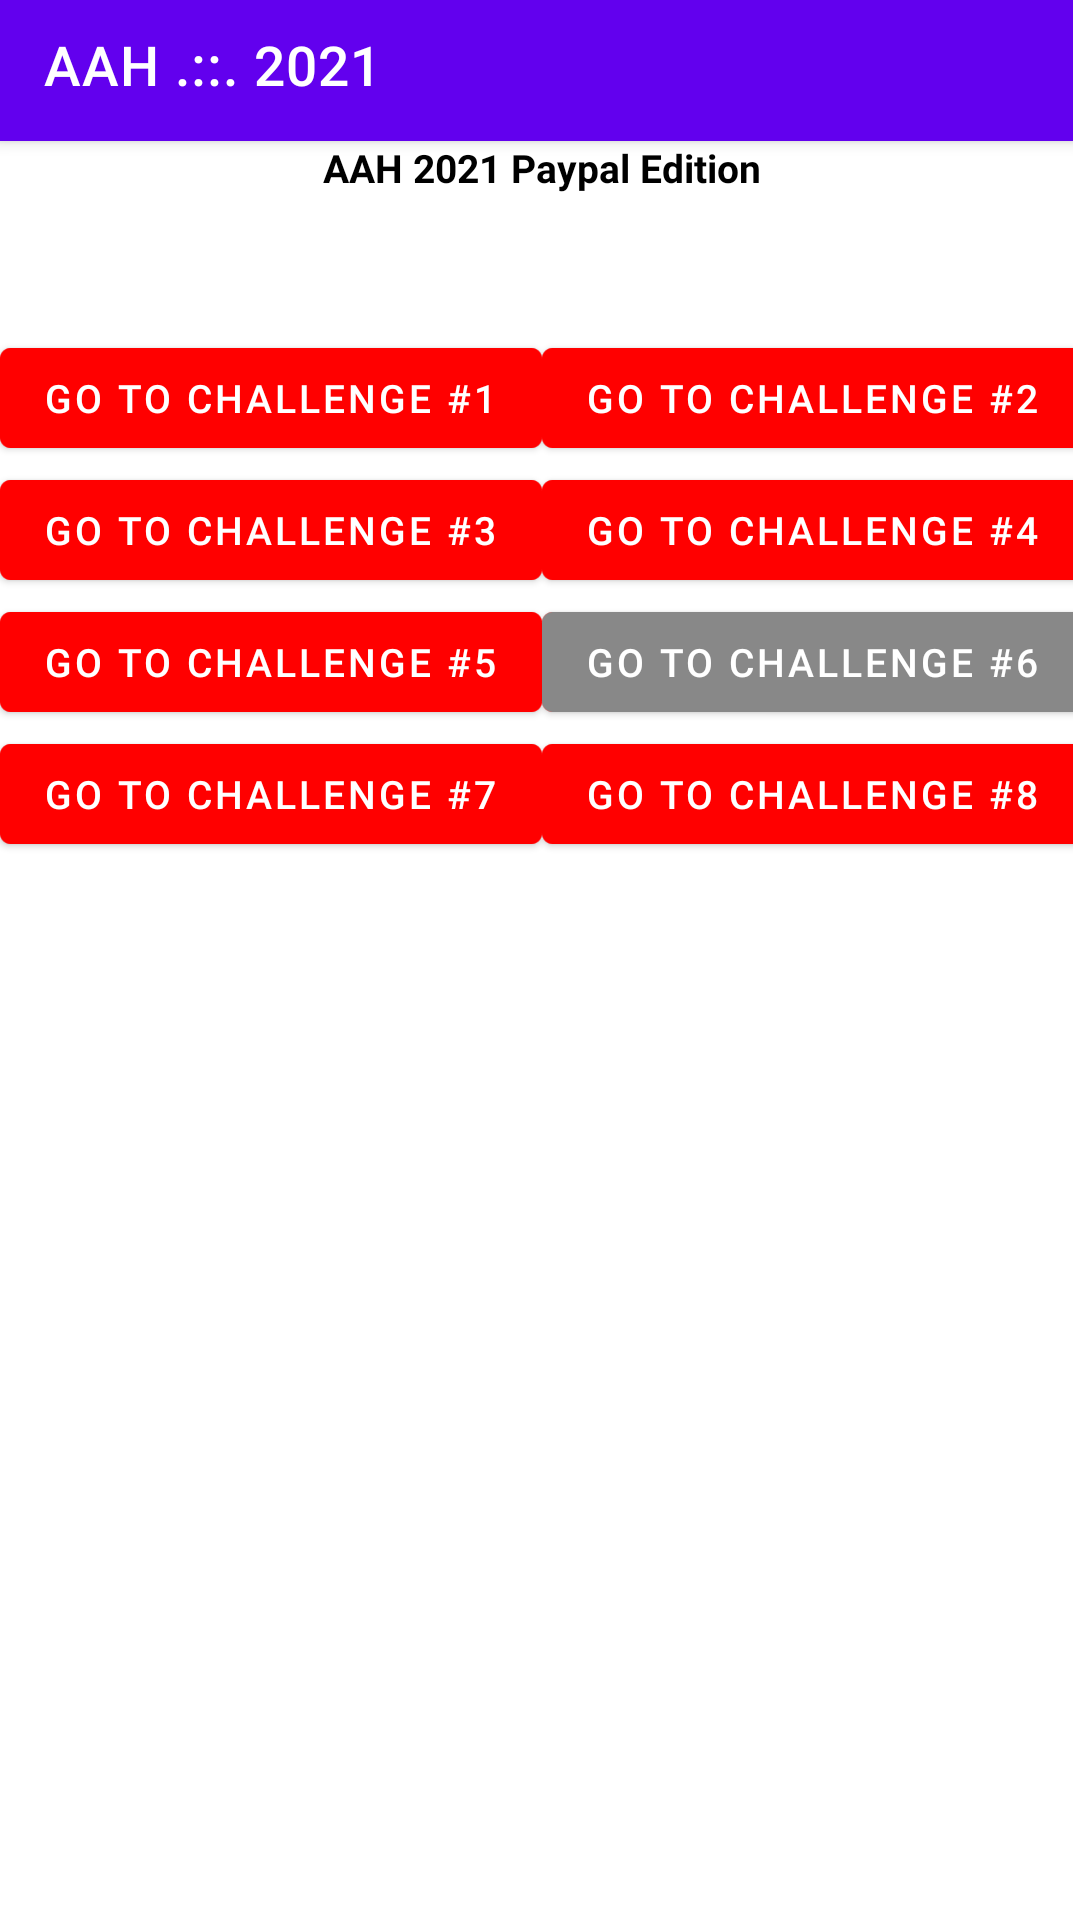 AAH .::. 2021
AAH 2021 Paypal Edition
GO TO CHALLENGE #1 GO TO CHALLENGE #2
GO TO CHALLENGE #3 GO TO CHALLENGE #4
GO TO CHALLENGE #5 GO TO CHALLENGE #6
GO TO CHALLENGE #7 GO TO CHALLENGE #8